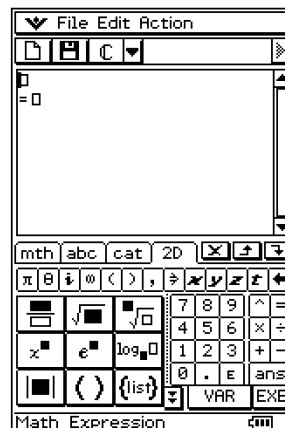 File Edit Action
ℂ
=
mth abc cat 2D
π θ i ∞ ( ) , ⇒ x y z t ←
√ √
7 8 9 ^ =
4 5 6 × ÷
x e log
1 2 3 + -
|■| ( ) {list}
0 . E ans
VAR EXE
Math Expression